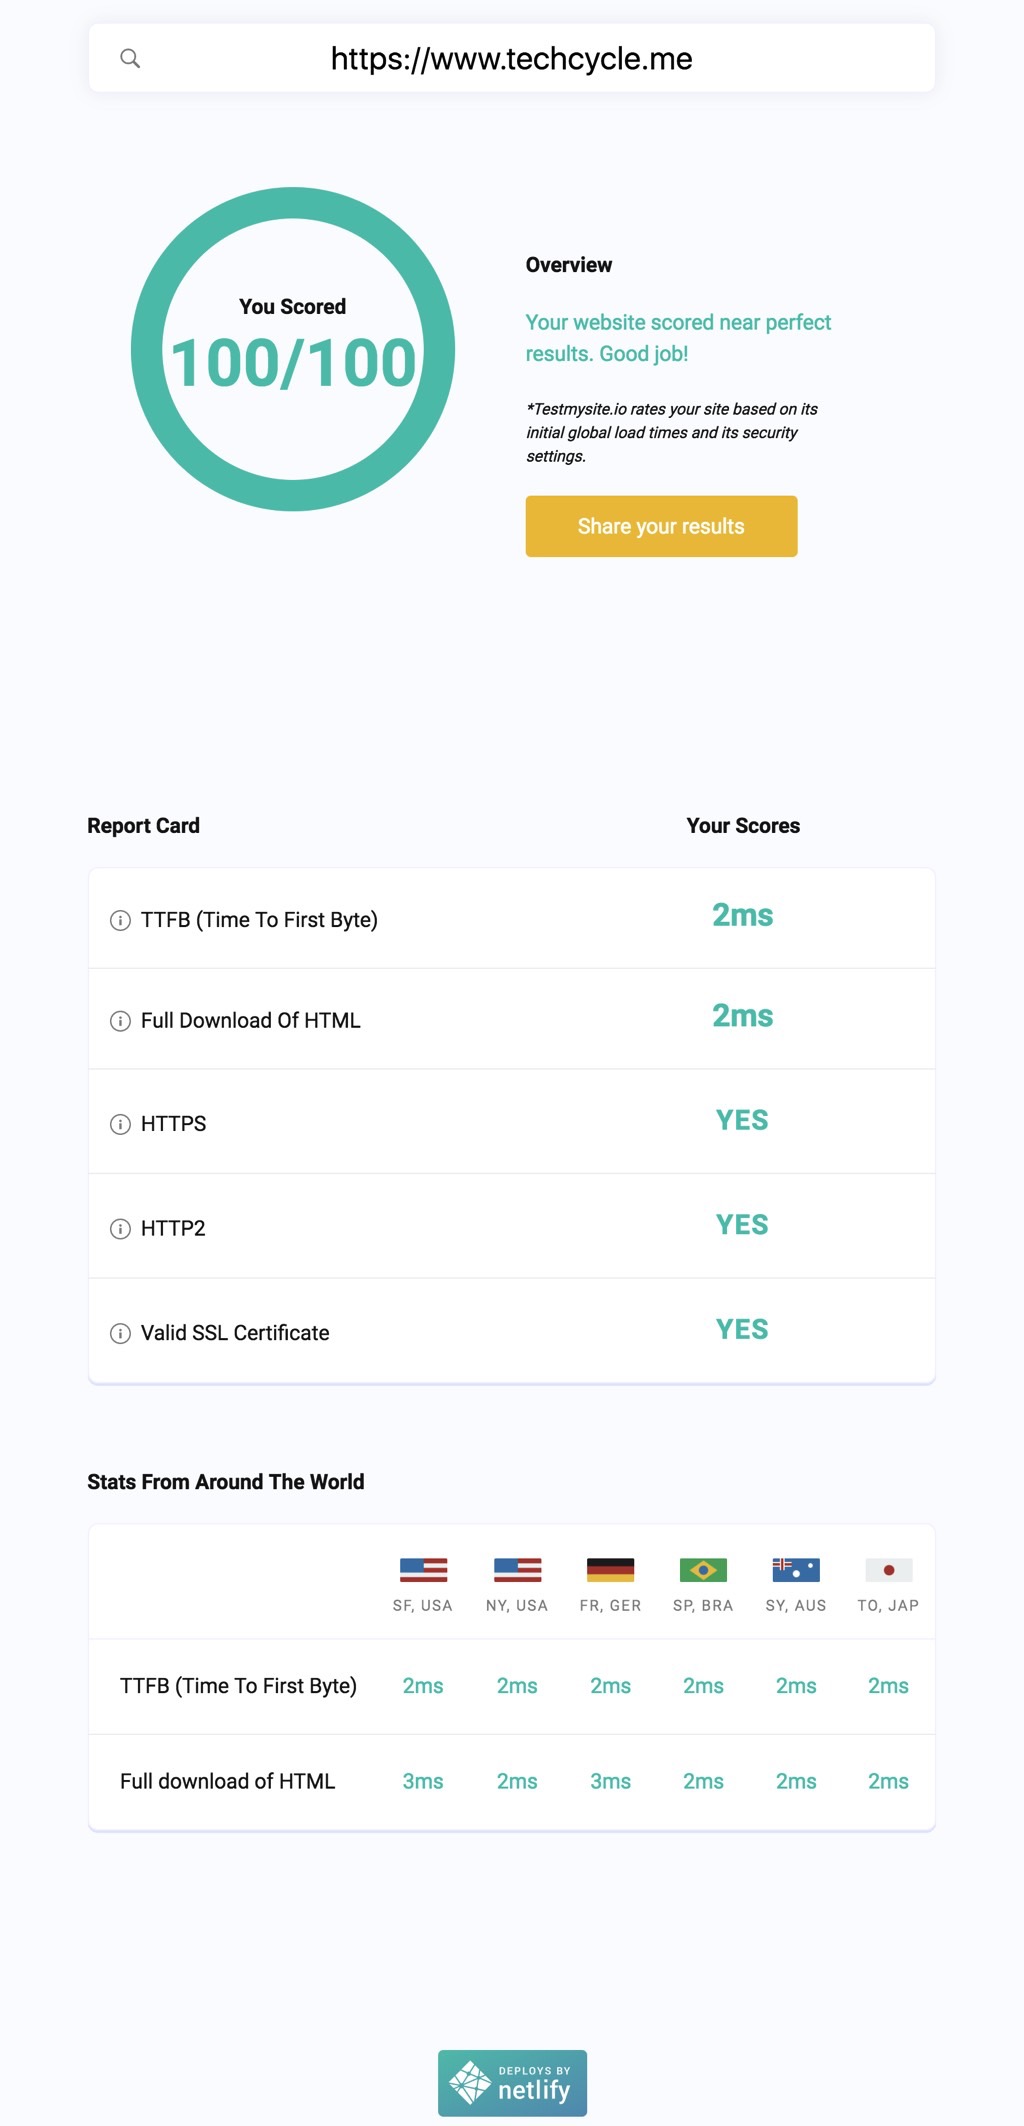 https://www.techcycle.me
You Scored
100/100
Overview
Your website scored near perfect
results. Good job!
*Testmysite.io rates your site based on its
initial global load times and its security
settings.
Share your results
Report Card Your Scores
TTFB (Time To First Byte) 2ms
Full Download Of HTML 2ms
HTTPS YES
HTTP2 YES
Valid SSL Certificate YES
Stats From Around The World
SF, USA NY, USA FR, GER SP, BRA SY, AUS TO, JAP
TTFB (Time To First Byte) 2ms 2ms 2ms 2ms 2ms 2ms
Full download of HTML 3ms 2ms 3ms 2ms 2ms 2ms
DEPLOYS BY
netlify